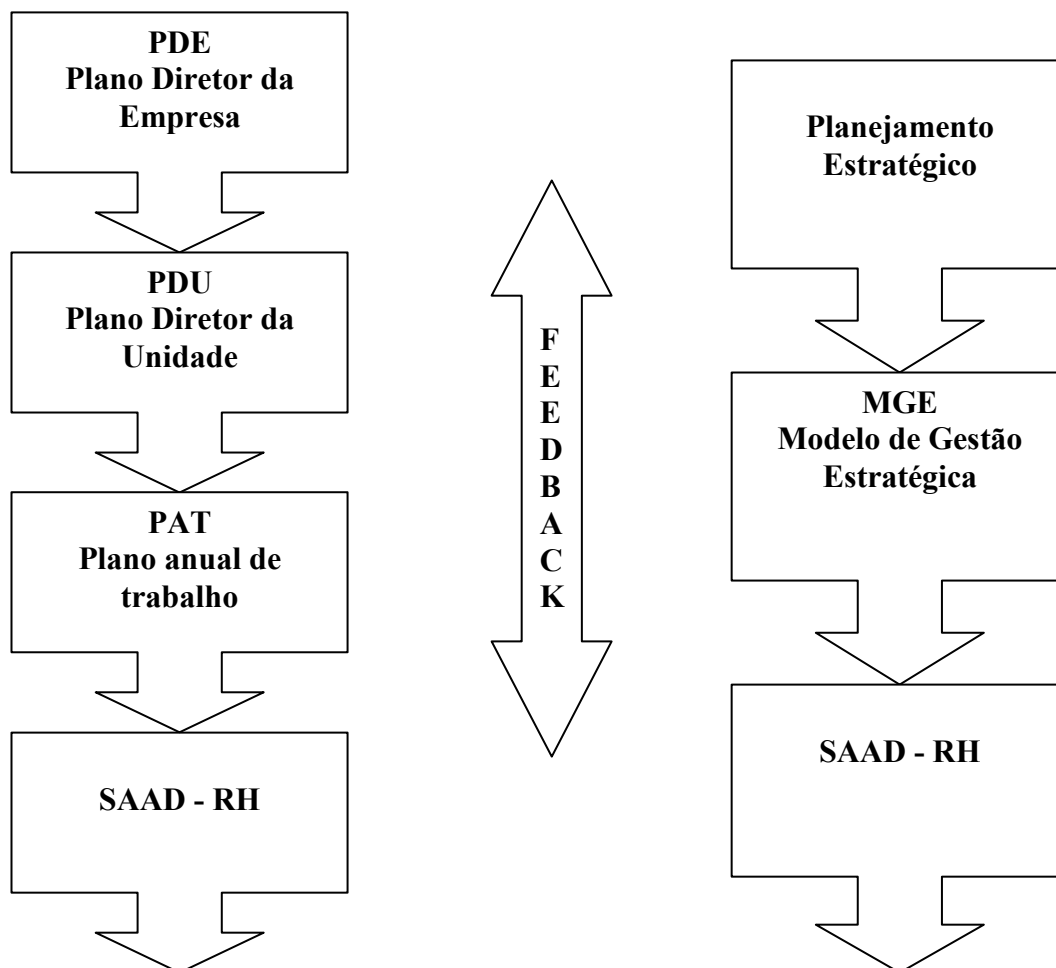 PDE
Plano Diretor da
Empresa
PDU
Plano Diretor da
Unidade
PAT
Plano anual de
trabalho
SAAD - RH
F
E
E
D
B
A
C
K
Planejamento
Estratégico
MGE
Modelo de Gestão
Estratégica
SAAD - RH